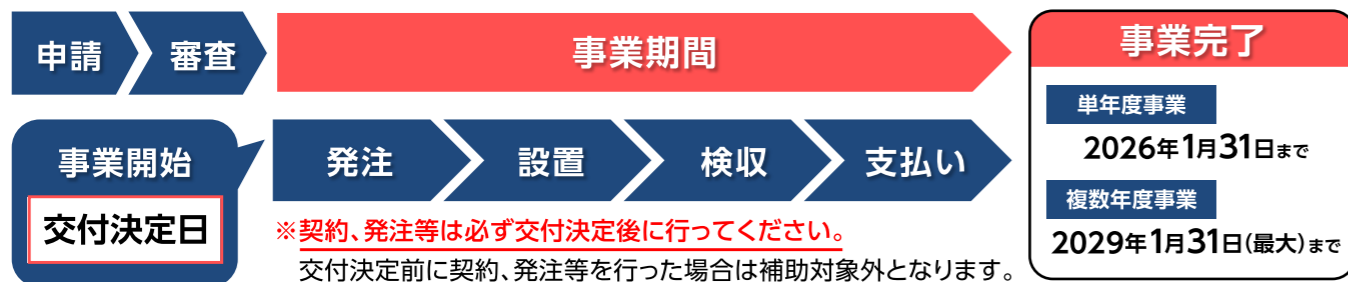 申請
審査
事業期間
事業開始
交付決定日
発注
設置
検収
支払い
※契約、発注等は必ず交付決定後に行ってください。
交付決定前に契約、発注等を行った場合は補助対象外となります。
事業完了
単年度事業
2026年1月31日まで
複数年度事業
2029年1月31日(最大)まで